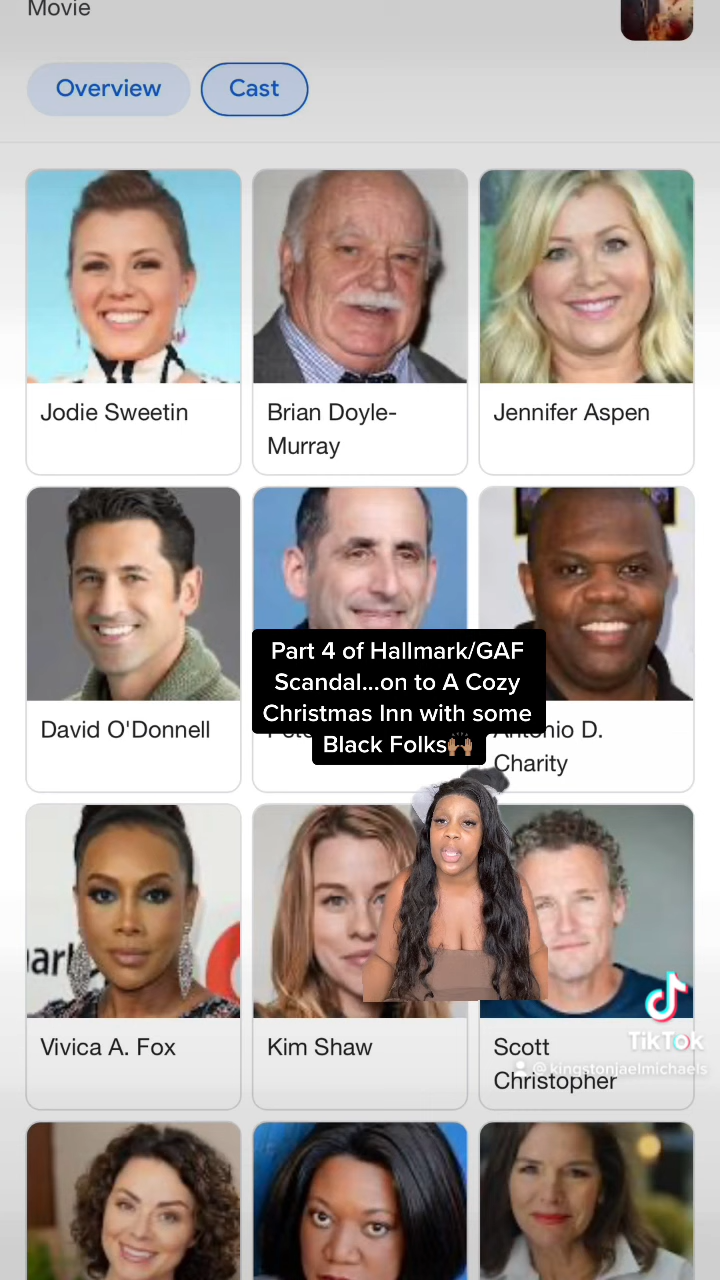 Movie
Overview
Cast
Jodie Sweetin
Brian Doyle-
Murray
Jennifer Aspen
Part 4 of Hallmark/GAF
Scandal...on to A Cozy
Christmas Inn with some
Black Folks🙌🏾
David O'Donnell
Antonio D.
Charity
Vivica A. Fox
Kim Shaw
Scott
Christopher
TikTok
@kingstonjaelmichaels